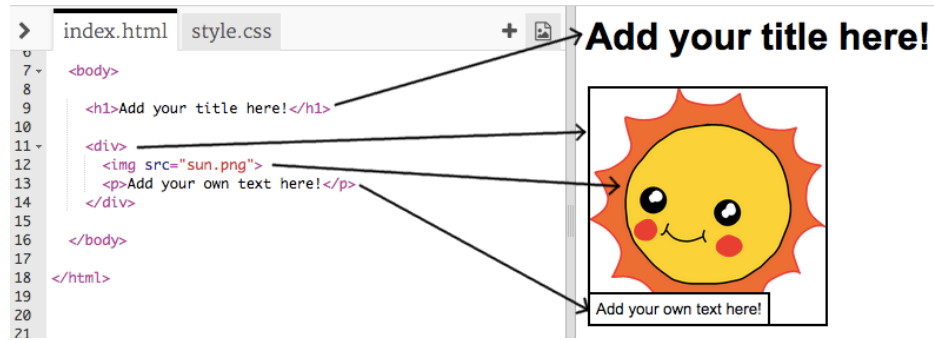 index.html style.css
6
7 <body>
8
9 <h1>Add your title here!</h1>
10
11 <div>
12 <img src="sun.png">
13 <p>Add your own text here!</p>
14 </div>
15
16 </body>
17
18 </html>
19
20
21
Add your title here!
Add your own text here!